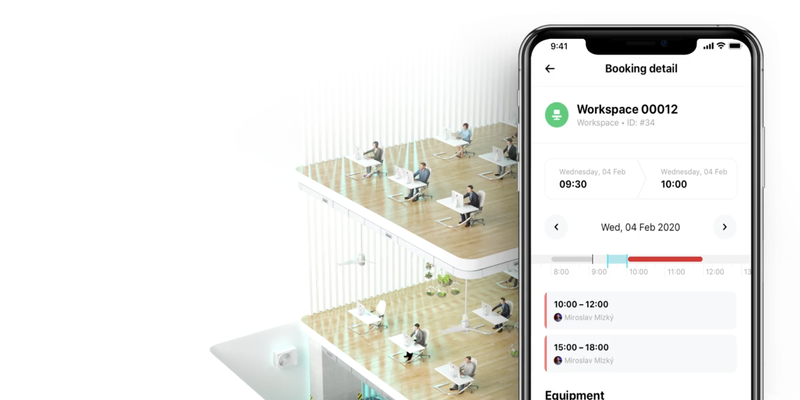 9:41
Booking detail
Workspace 00012
Workspace • ID: #34
Wednesday, 04 Feb
09:30
Wednesday, 04 Feb
10:00
Wed, 04 Feb 2020
8:00 9:00 10:00 11:00 12:00 13
10:00 – 12:00
Miroslav Mlzký
15:00 – 18:00
Miroslav Mlzký
Equipment